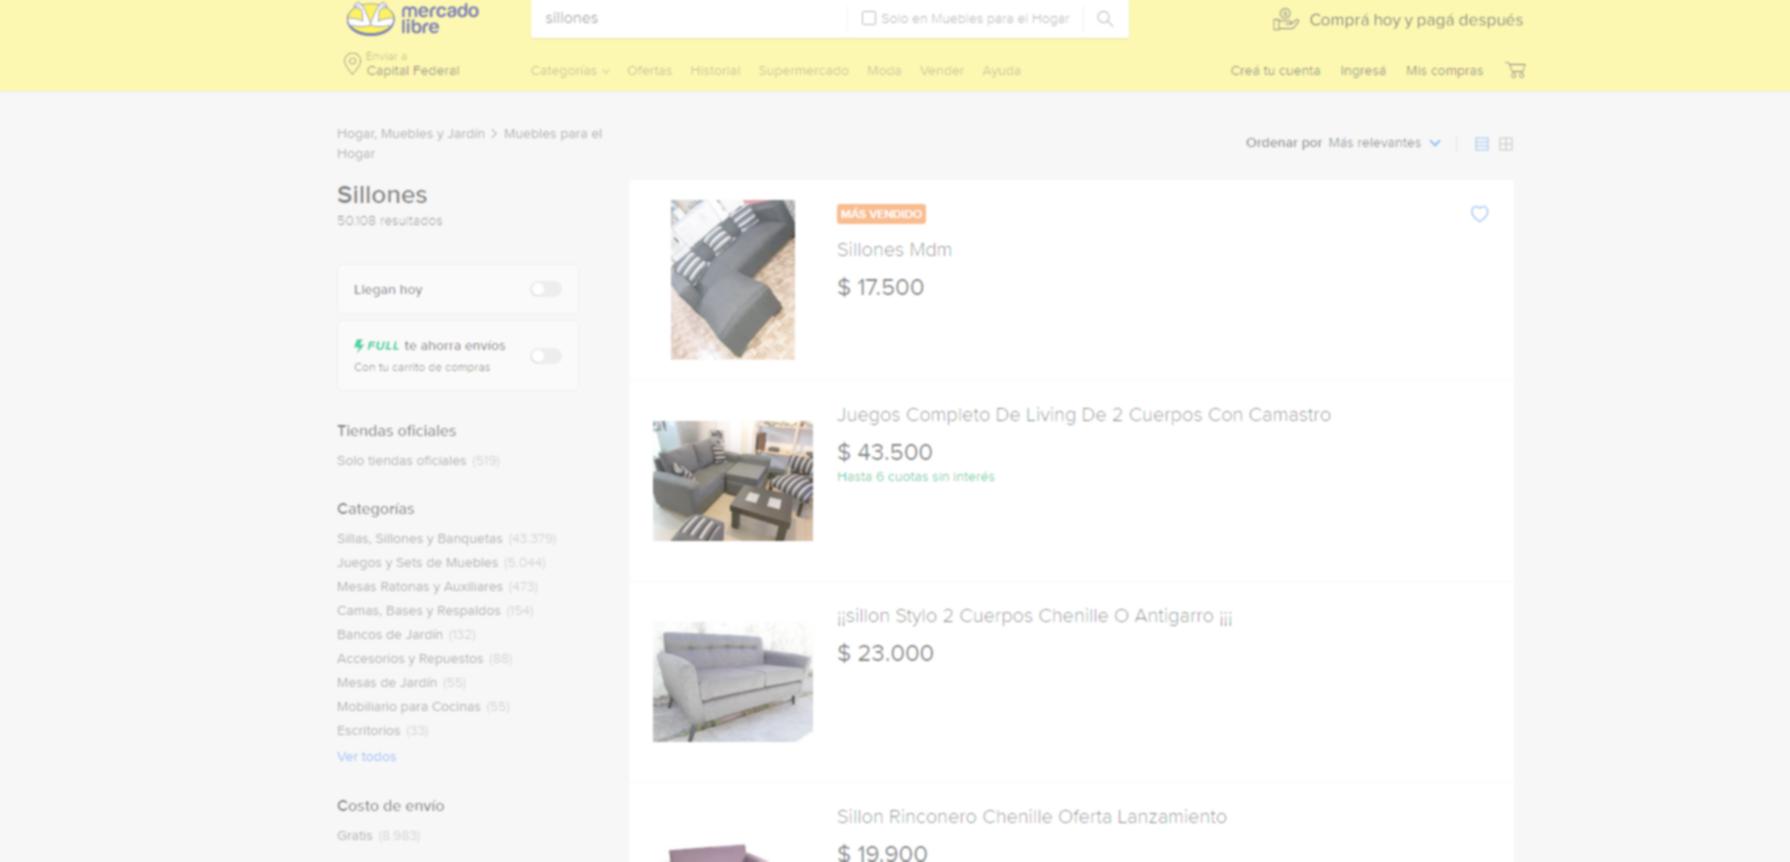 mercado
libre
sillones
Solo en Muebles para el Hogar
Comprá hoy y pagá después
Enviar a
Capital Federal
Categorías
Ofertas
Historial
Supermercado
Moda
Vender
Ayuda
Creá tu cuenta
Ingresá
Mis compras
Hogar, Muebles y Jardín > Muebles para el
Hogar
Ordenar por Más relevantes
Sillones
50.108 resultados
Llegan hoy
FULL te ahorra envíos
Con tu carrito de compras
Tiendas oficiales
Solo tiendas oficiales (519)
Categorías
Sillas, Sillones y Banquetas (43.379)
Juegos y Sets de Muebles (5.044)
Mesas Ratonas y Auxiliares (473)
Camas, Bases y Respaldos (154)
Bancos de Jardín (132)
Accesorios y Repuestos (88)
Mesas de Jardín (55)
Mobiliario para Cocinas (55)
Escritorios (33)
Ver todos
Costo de envío
Gratis (8.983)
MÁS VENDIDO
Sillones Mdm
$ 17.500
Juegos Completo De Living De 2 Cuerpos Con Camastro
$ 43.500
Hasta 6 cuotas sin interés
¡¡sillon Stylo 2 Cuerpos Chenille O Antigarro ¡¡¡
$ 23.000
Sillon Rinconero Chenille Oferta Lanzamiento
$ 19.900